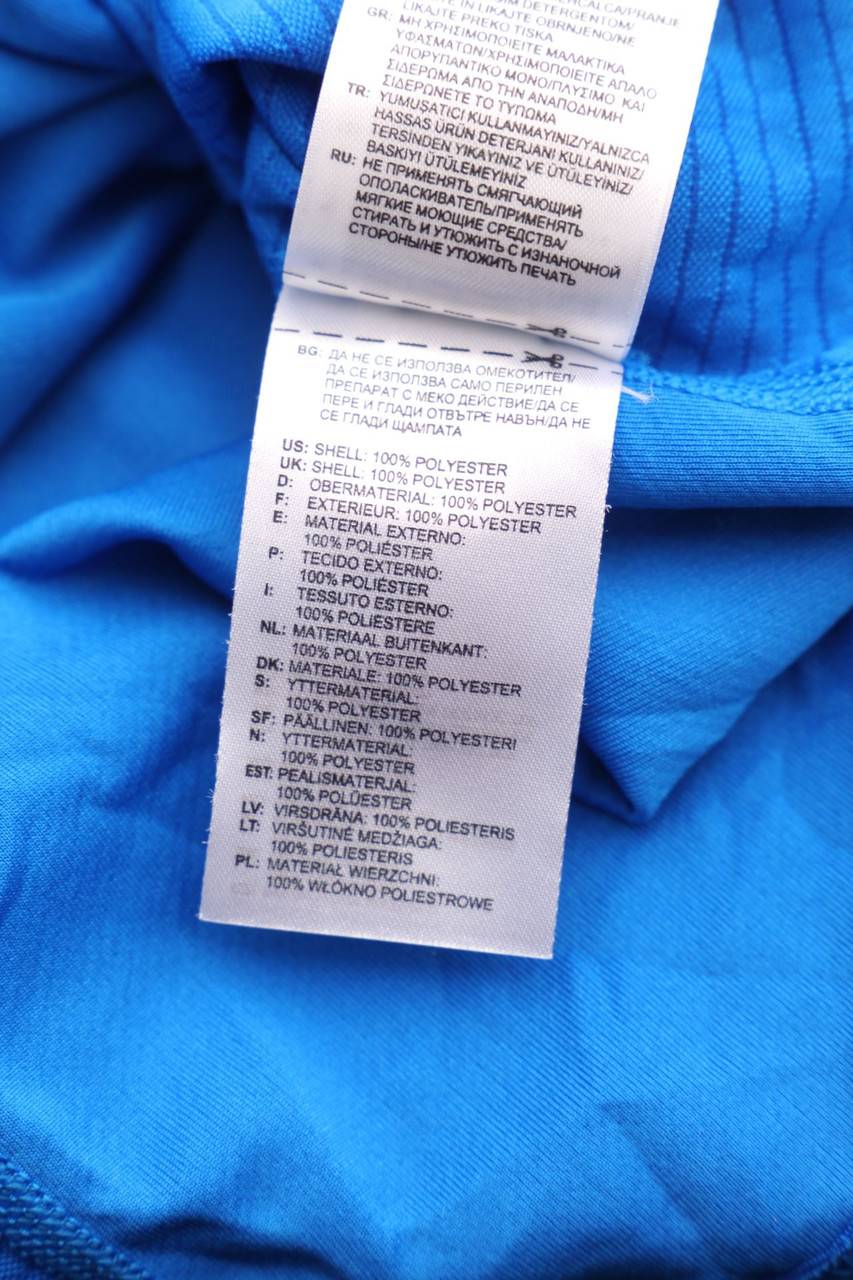 DETERGENTOM/
LIKAJTE IN LIKAJTE OBRNJENO/NE
LIKAJTE PREKO TISKA
GR: ΜΗ ΧΡΗΣΙΜΟΠΟΙΕΙΤΕ ΜΑΛΑΚΤΙΚΑ
ΥΦΑΣΜΑΤΩΝ/ΧΡΗΣΙΜΟΠΟΙΕΙΤΕ ΑΠΑΛΟ
ΑΠΟΡΥΠΑΝΤΙΚΟ ΜΟΝΟ/ΠΛΥΣΙΜΟ ΚΑΙ
ΣΙΔΕΡΩΜΑ ΑΠΟ ΤΗΝ ΑΝΑΠΟΔΗ/ΜΗ
ΣΙΔΕΡΩΝΕΤΕ ΤΟ ΤΥΠΩΜΑ
TR: YUMUŞATICI KULLANMAYINIZ/YALNIZCA
HASSAS ÜRÜN DETERJANI KULLANINIZ/
TERSİNDEN YIKAYINIZ VE ÜTÜLEYİNİZ/
BASKIYI ÜTÜLEMEYİNİZ
RU: НЕ ПРИМЕНЯТЬ СМЯГЧАЮЩИЙ
ОПОЛАСКИВАТЕЛЬ/ПРИМЕНЯТЬ
МЯГКИЕ МОЮЩИЕ СРЕДСТВА/
СТИРАТЬ И УТЮЖИТЬ С ИЗНАНОЧНОЙ
СТОРОНЫ/НЕ УТЮЖИТЬ ПЕЧАТЬ
BG: ДА НЕ СЕ ИЗПОЛЗВА ОМЕКОТИТЕЛ/
ДА СЕ ИЗПОЛЗВА САМО ПЕРИЛЕН
ПРЕПАРАТ С МЕКО ДЕЙСТВИЕ/ДА СЕ
ПЕРЕ И ГЛАДИ ОТВЪТРЕ НАВЪН/ДА НЕ
СЕ ГЛАДИ ЩАМПАТА
US: SHELL: 100% POLYESTER
UK: SHELL: 100% POLYESTER
D: OBERMATERIAL: 100% POLYESTER
F: EXTERIEUR: 100% POLYESTER
E: MATERIAL EXTERNO:
100% POLIÉSTER
P: TECIDO EXTERNO:
100% POLIÉSTER
I: TESSUTO ESTERNO:
100% POLIESTERE
NL: MATERIAAL BUITENKANT:
100% POLYESTER
DK: MATERIALE: 100% POLYESTER
S: YTTERMATERIAL:
100% POLYESTER
SF: PÄÄLLINEN: 100% POLYESTERI
N: YTTERMATERIAL:
100% POLYESTER
EST: PEALISMATERJAL:
100% POLÜESTER
LV: VIRSDRĀNA: 100% POLIESTERIS
LT: VIRŠUTINĖ MEDŽIAGA:
100% POLIESTERIS
PL: MATERIAŁ WIERZCHNI:
100% WŁÓKNO POLIESTROWE